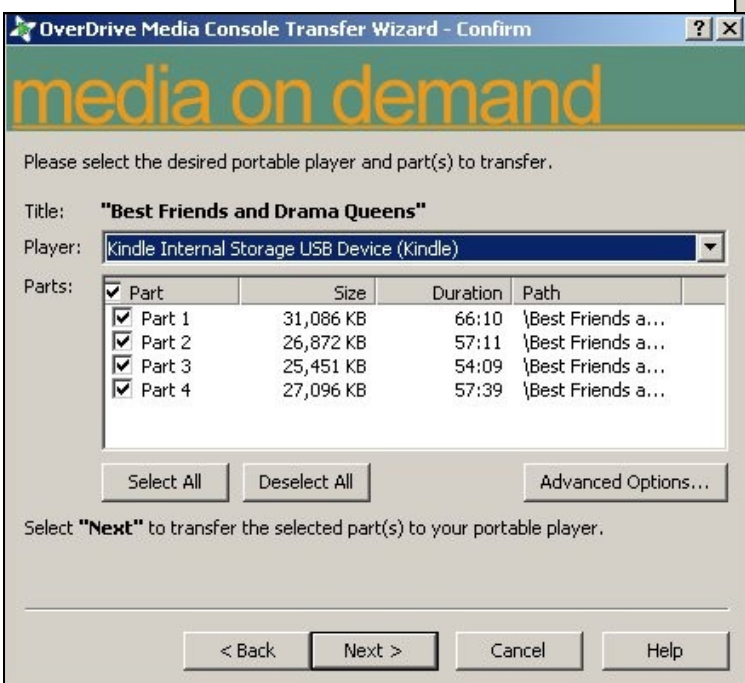 OverDrive Media Console Transfer Wizard - Confirm
media on demand
Please select the desired portable player and part(s) to transfer.
Title: "Best Friends and Drama Queens"
Player: Kindle Internal Storage USB Device (Kindle)
Parts: Part Size Duration Path
Part 1 31,086 KB 66:10 \Best Friends a...
Part 2 26,872 KB 57:11 \Best Friends a...
Part 3 25,451 KB 54:09 \Best Friends a...
Part 4 27,096 KB 57:39 \Best Friends a...
Select All Deselect All Advanced Options...
Select "Next" to transfer the selected part(s) to your portable player.
< Back Next > Cancel Help